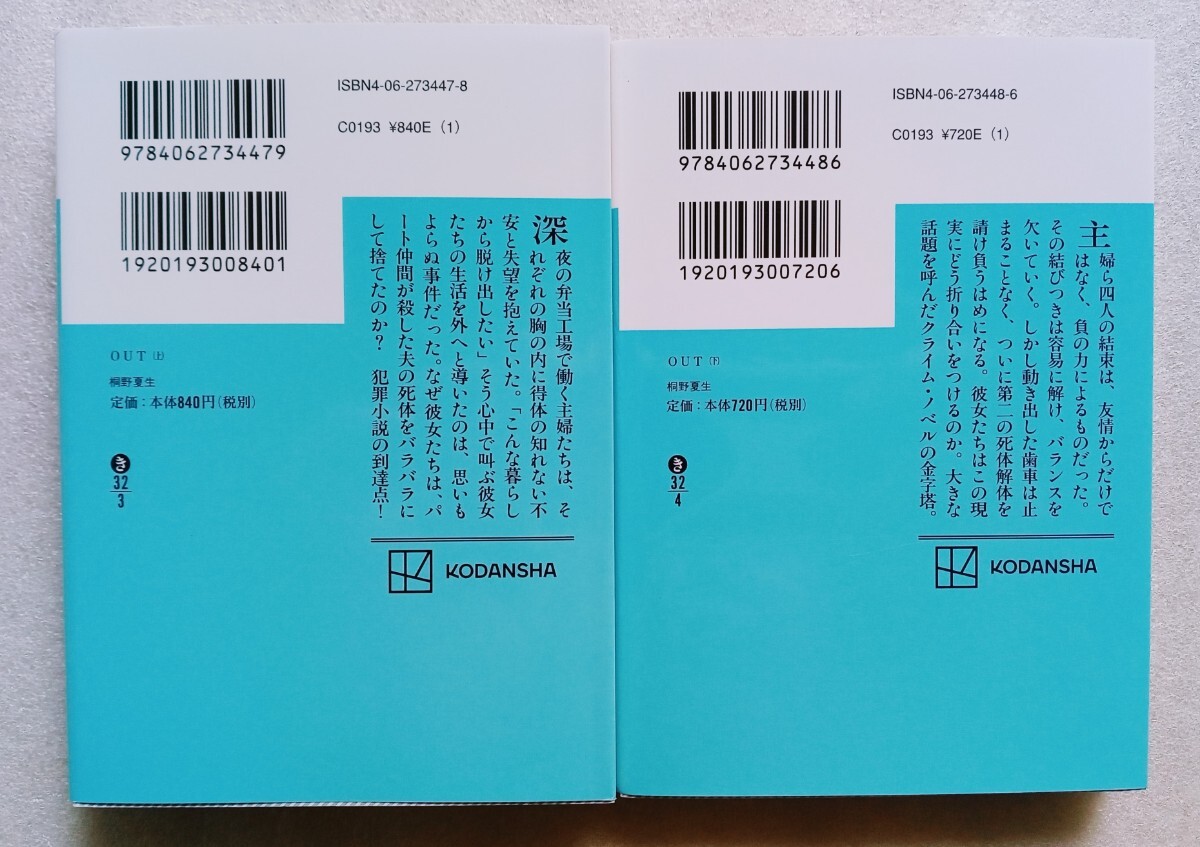 ISBN4-06-273447-8
C0193 ¥840E (1)
9784062734479
1920193008401
深夜の弁当工場で働く主婦たちは、そ
れぞれの胸の内に得体の知れない不
安と失望を抱えていた。「こんな暮らし
から脱け出したい」そう心中で叫ぶ彼女
たちの生活を外へと導いたのは、思いも
よらぬ事件だった。なぜ彼女たちは、パ
ート仲間が殺した夫の死体をバラバラに
して捨てたのか？ 犯罪小説の到達点！
OUT(上)
桐野夏生
定価：本体840円(税別)
き
32
3
KODANSHA
ISBN4-06-273448-6
C0193 ¥720E (1)
9784062734486
1920193007206
主婦ら四人の結束は、友情からだけで
はなく、負の力によるものだった。
その結びつきは容易に解け、バランスを
欠いていく。しかし動き出した歯車は止
まることなく、ついに第二の死体解体を
請け負うはめになる。彼女たちはこの現
実にどう折り合いをつけるのか。大きな
話題を呼んだクライム・ノベルの金字塔。
OUT(下)
桐野夏生
定価：本体720円(税別)
き
32
4
KODANSHA